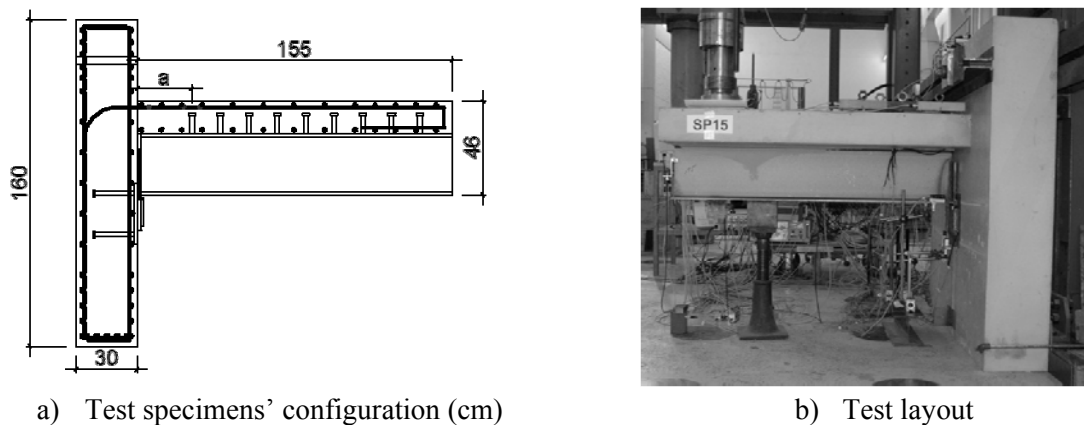 155
a
46
160
30
SP15
a) Test specimens' configuration (cm)
b) Test layout